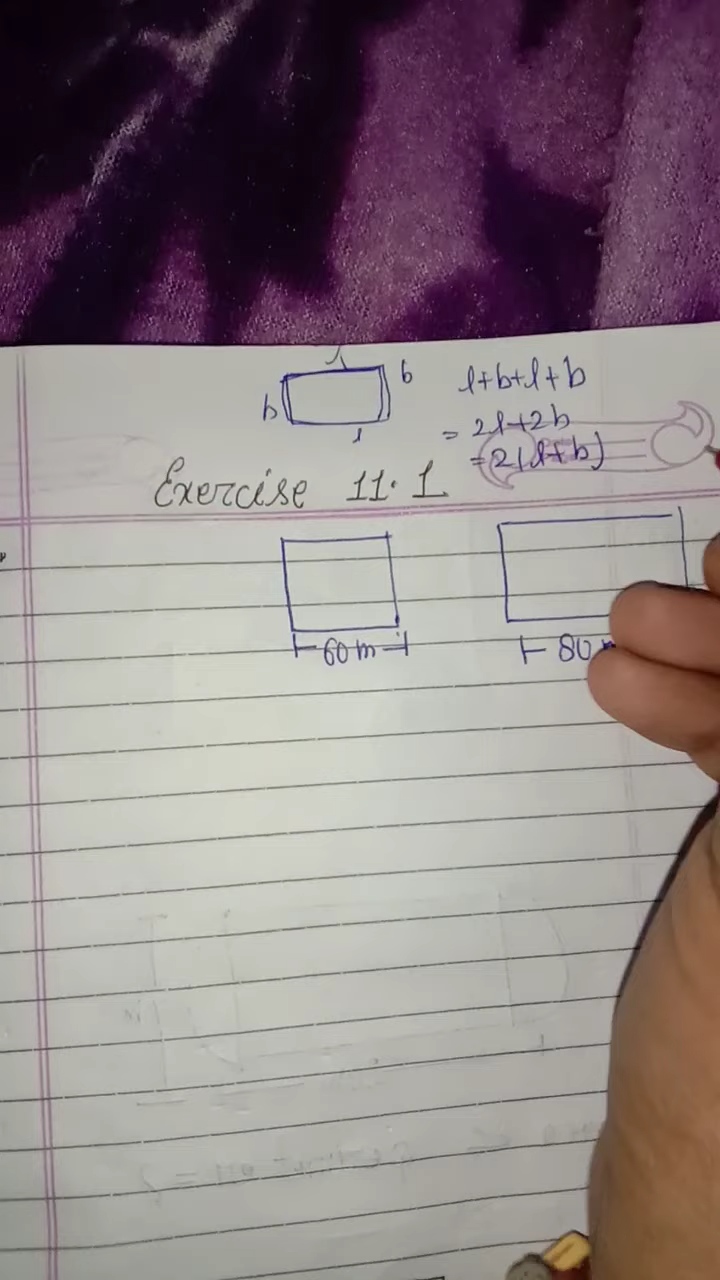 l
b
b
l
l+b+l+b
= 2l+2b
= 2(l+b)
Exercise 11.1
60 m
80